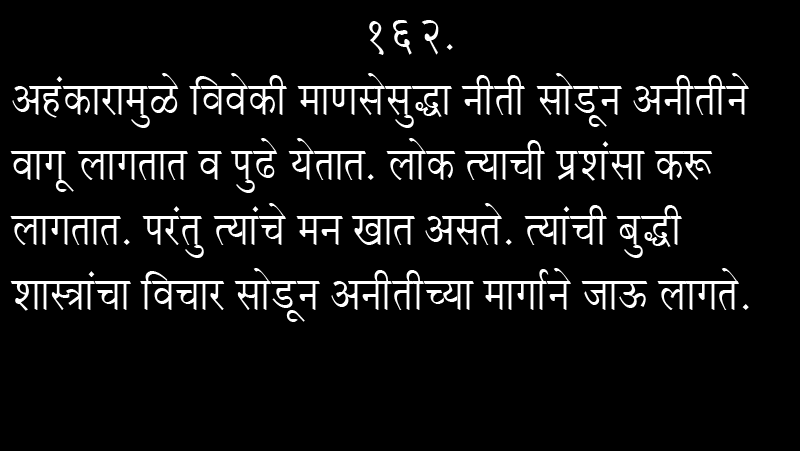 १६२.
अहंकारामुळे विवेकी माणसेसुद्धा नीती सोडून अनीतीने
वागू लागतात व पुढे येतात. लोक त्याची प्रशंसा करू
लागतात. परंतु त्यांचे मन खात असते. त्यांची बुद्धी
शास्त्रांचा विचार सोडून अनीतीच्या मार्गाने जाऊ लागते.